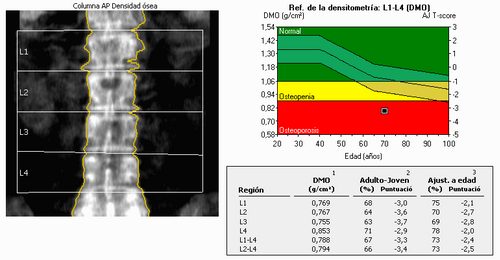 Columna AP Densidad ósea
L1
L2
L3
L4
Ref. de la densitometría: L1-L4 (DMO)
DMO (g/cm²) AJ T-score
1,54 3
1,42 2
1,30 1
1,18 0
1,06 -1
0,94 -2
0,82 -3
0,70 -4
0,58 -5
Normal
Osteopenia
Osteoporosis
20 30 40 50 60 70 80 90 100
Edad (años)
1 2 3
DMO Adulto-Joven Ajust. a edad
Región (g/cm²) (%) Puntuació (%) Puntuació
L1 0,769 68 -3,0 75 -2,1
L2 0,767 64 -3,6 70 -2,7
L3 0,755 63 -3,7 69 -2,8
L4 0,853 71 -2,9 78 -2,0
L1-L4 0,788 67 -3,3 73 -2,4
L2-L4 0,794 66 -3,4 73 -2,5